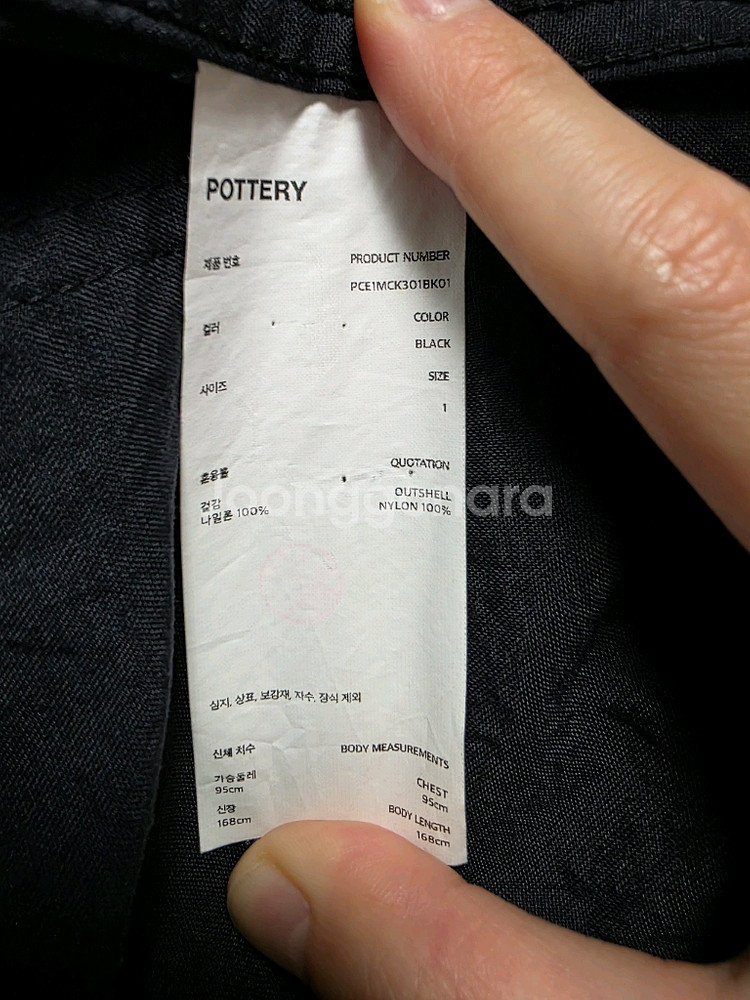 POTTERY
제품 번호 PRODUCT NUMBER
PCE1MCK301BK01
컬러 COLOR
BLACK
사이즈 SIZE
1
혼용률 QUOTATION
겉감 OUTSHELL
나일론 100% NYLON 100%
joonggonara
심지, 상표, 보강재, 자수, 장식 제외
신체 치수 BODY MEASUREMENTS
가슴둘레 CHEST
95cm 95cm
신장 BODY LENGTH
168cm 168cm